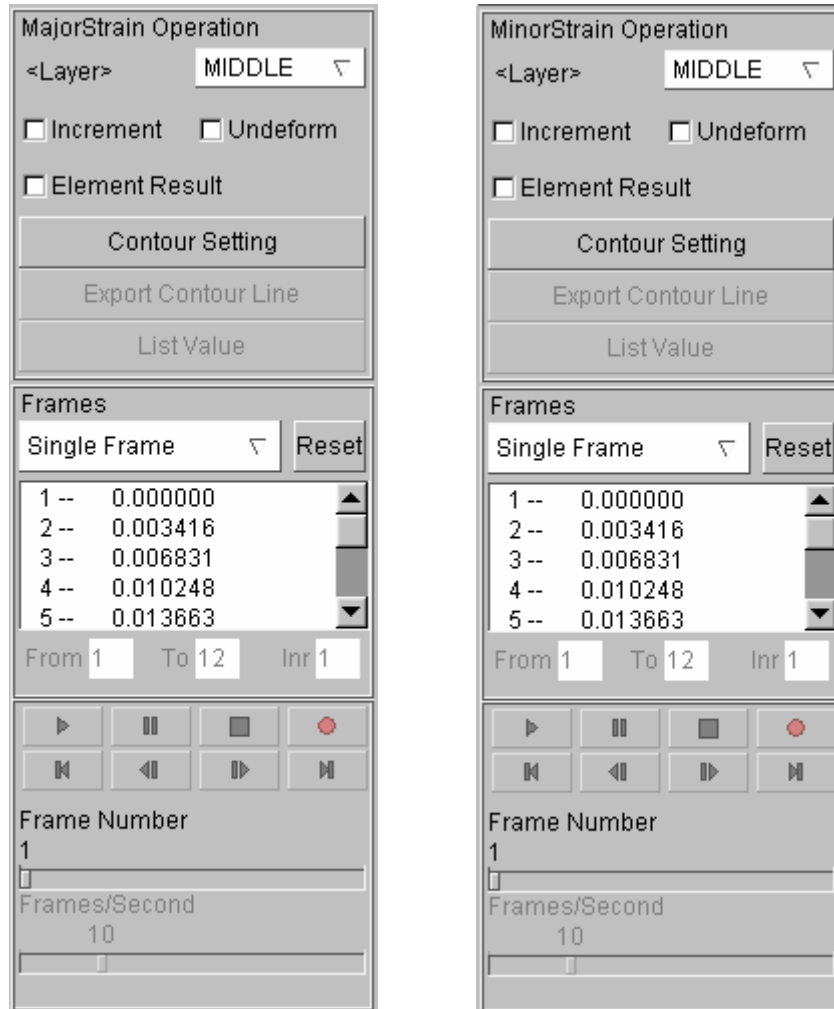 MajorStrain Operation
<Layer> MIDDLE
Increment Undeform
Element Result
Contour Setting
Export Contour Line
List Value
Frames
Single Frame Reset
1 -- 0.000000
2 -- 0.003416
3 -- 0.006831
4 -- 0.010248
5 -- 0.013663
From 1 To 12 Inr 1
Frame Number
1
Frames/Second
10
MinorStrain Operation
<Layer> MIDDLE
Increment Undeform
Element Result
Contour Setting
Export Contour Line
List Value
Frames
Single Frame Reset
1 -- 0.000000
2 -- 0.003416
3 -- 0.006831
4 -- 0.010248
5 -- 0.013663
From 1 To 12 Inr 1
Frame Number
1
Frames/Second
10